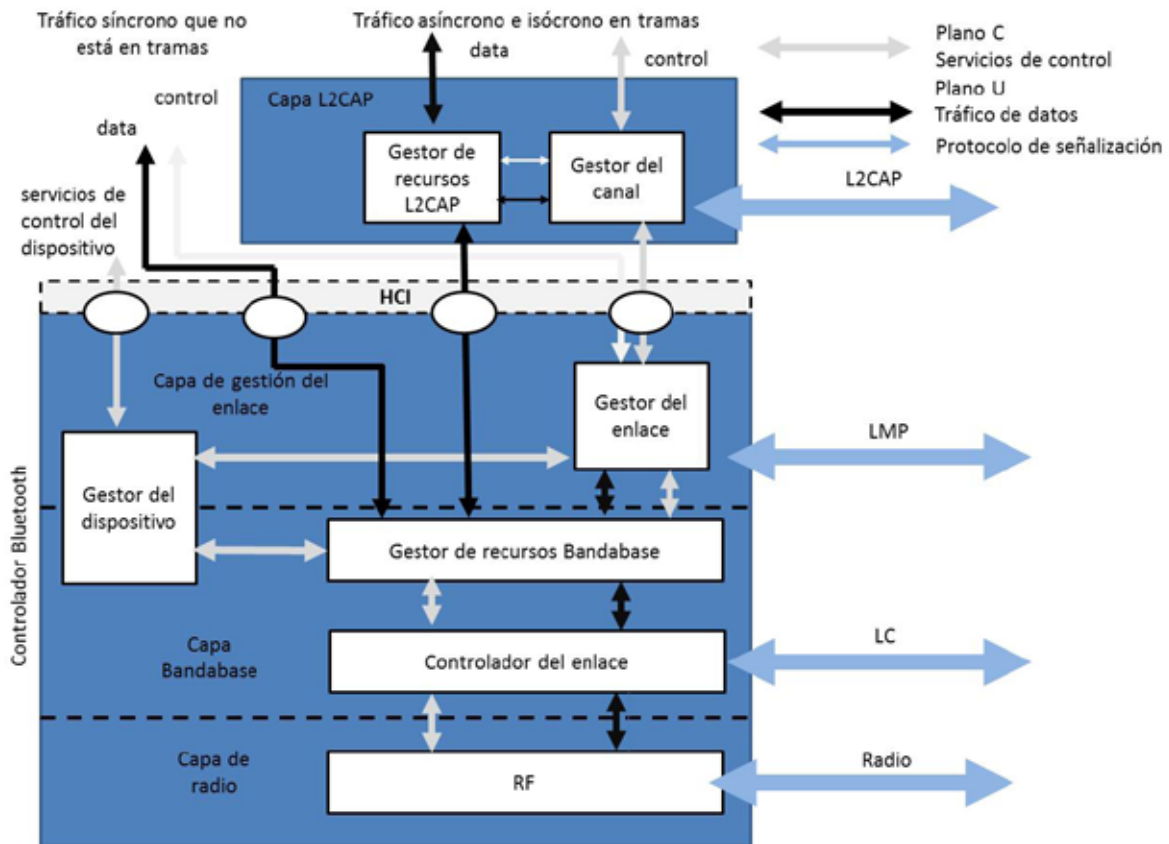 Tráfico síncrono que no
está en tramas
Tráfico asíncrono e isócrono en tramas
data
control
Plano C
Servicios de control
Plano U
Tráfico de datos
Protocolo de señalización
control
data
servicios de
control del
dispositivo
Capa L2CAP
Gestor de
recursos
L2CAP
Gestor del
canal
L2CAP
HCI
Controlador Bluetooth
Capa de gestión del
enlace
Gestor del
enlace
LMP
Gestor del
dispositivo
Gestor de recursos Bandabase
Capa
Bandabase
Controlador del enlace
LC
Capa de
radio
RF
Radio